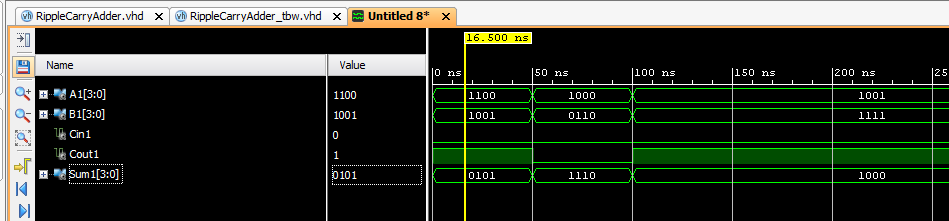 RippleCarryAdder.vhd RippleCarryAdder_tbw.vhd Untitled 8*
16.500 ns
Name Value
0 ns 50 ns 100 ns 150 ns 200 ns 250
A1[3:0] 1100 1100 1000 1001
B1[3:0] 1001 1001 0110 1111
Cin1 0
Cout1 1
Sum1[3:0] 0101 0101 1110 1000